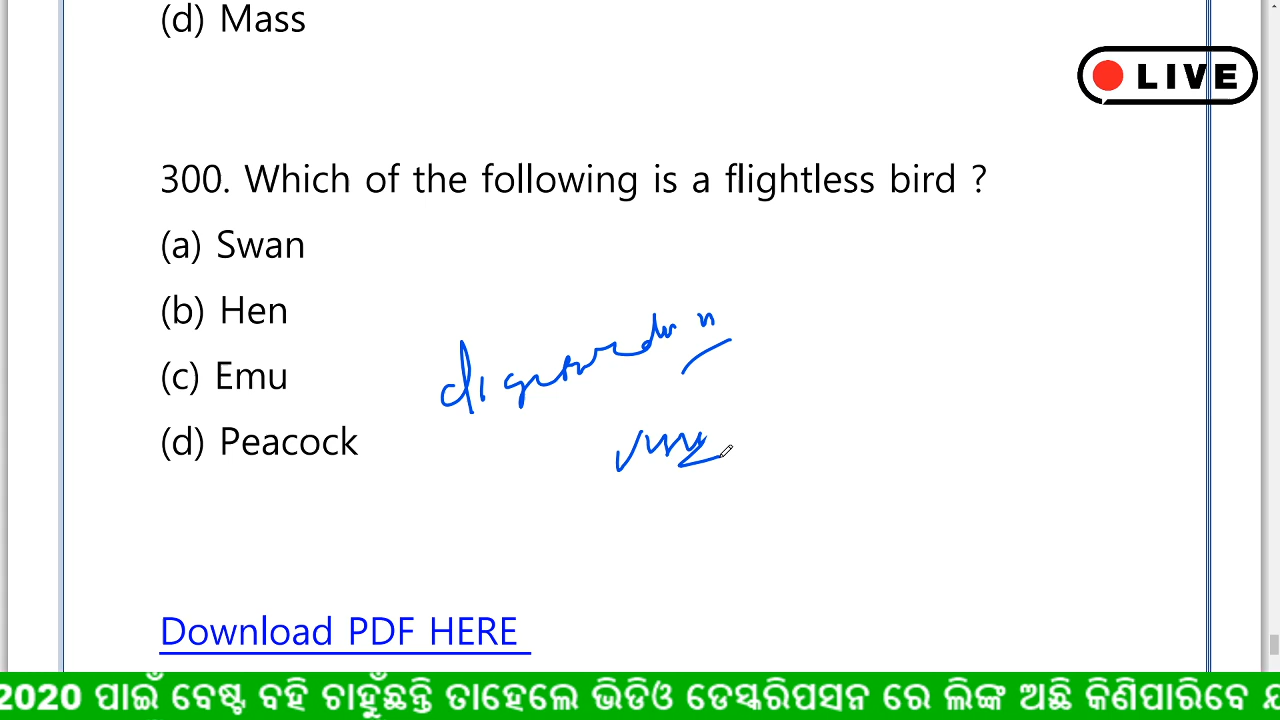 (d) Mass
LIVE
300. Which of the following is a flightless bird ?
(a) Swan
(b) Hen
(c) Emu
(d) Peacock
Download PDF HERE
2020 ପାଇଁ ବେଷ୍ଟ ବହି ଚାହୁଁଛନ୍ତି ତାହେଲେ ଭିଡିଓ ଡେସ୍କରିପସନ ରେ ଲିଙ୍କ ଅଛି କିଣିପାରିବେ